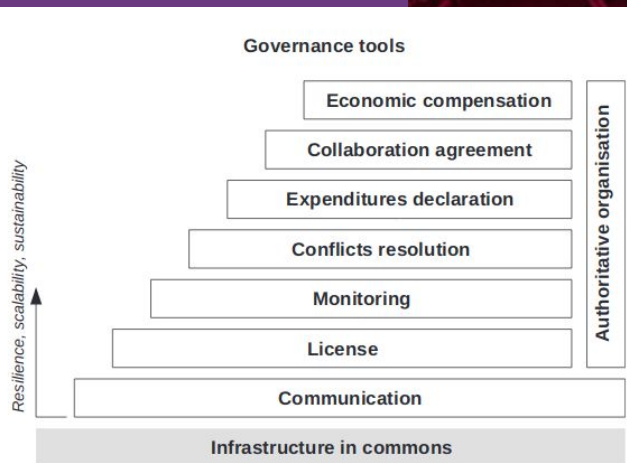 Governance tools
Economic compensation
Collaboration agreement
Expenditures declaration
Conflicts resolution
Monitoring
License
Communication
Infrastructure in commons
Authoritative organisation
Resilience, scalability, sustainability